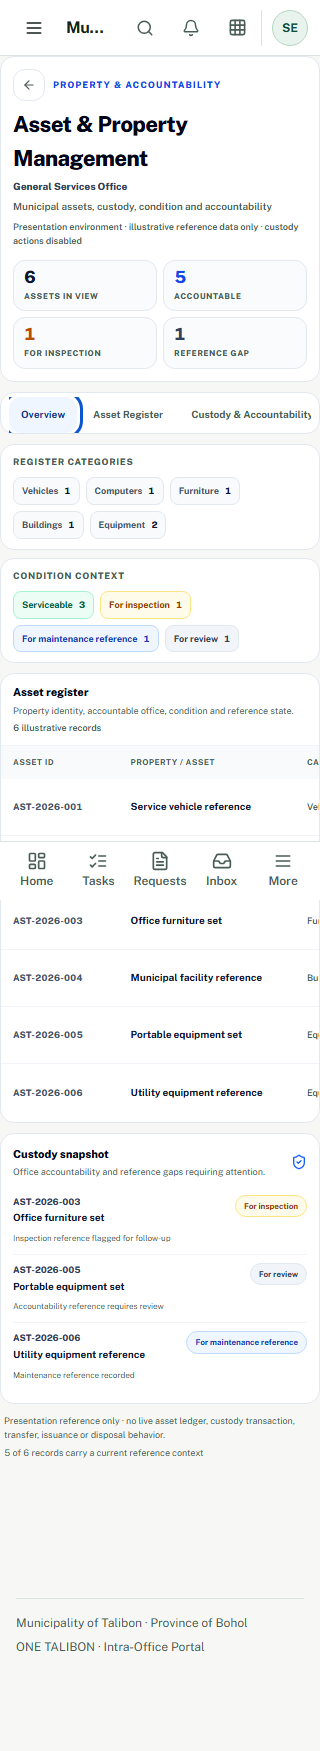 Mu...
SE
PROPERTY & ACCOUNTABILITY
Asset & Property
Management
General Services Office
Municipal assets, custody, condition and accountability
Presentation environment · illustrative reference data only · custody
actions disabled
6
ASSETS IN VIEW
5
ACCOUNTABLE
1
FOR INSPECTION
1
REFERENCE GAP
Overview
Asset Register
Custody & Accountability
REGISTER CATEGORIES
Vehicles 1
Computers 1
Furniture 1
Buildings 1
Equipment 2
CONDITION CONTEXT
Serviceable 3
For inspection 1
For maintenance reference 1
For review 1
Asset register
Property identity, accountable office, condition and reference state.
6 illustrative records
ASSET ID PROPERTY / ASSET CA
AST-2026-001 Service vehicle reference Ve
Home Tasks Requests Inbox More
AST-2026-003 Office furniture set Fu
AST-2026-004 Municipal facility reference Bu
AST-2026-005 Portable equipment set Eq
AST-2026-006 Utility equipment reference Eq
Custody snapshot
Office accountability and reference gaps requiring attention.
AST-2026-003
Office furniture set
Inspection reference flagged for follow-up
For inspection
AST-2026-005
Portable equipment set
Accountability reference requires review
For review
AST-2026-006
Utility equipment reference
Maintenance reference recorded
For maintenance reference
Presentation reference only · no live asset ledger, custody transaction,
transfer, issuance or disposal behavior.
5 of 6 records carry a current reference context
Municipality of Talibon · Province of Bohol
ONE TALIBON · Intra-Office Portal